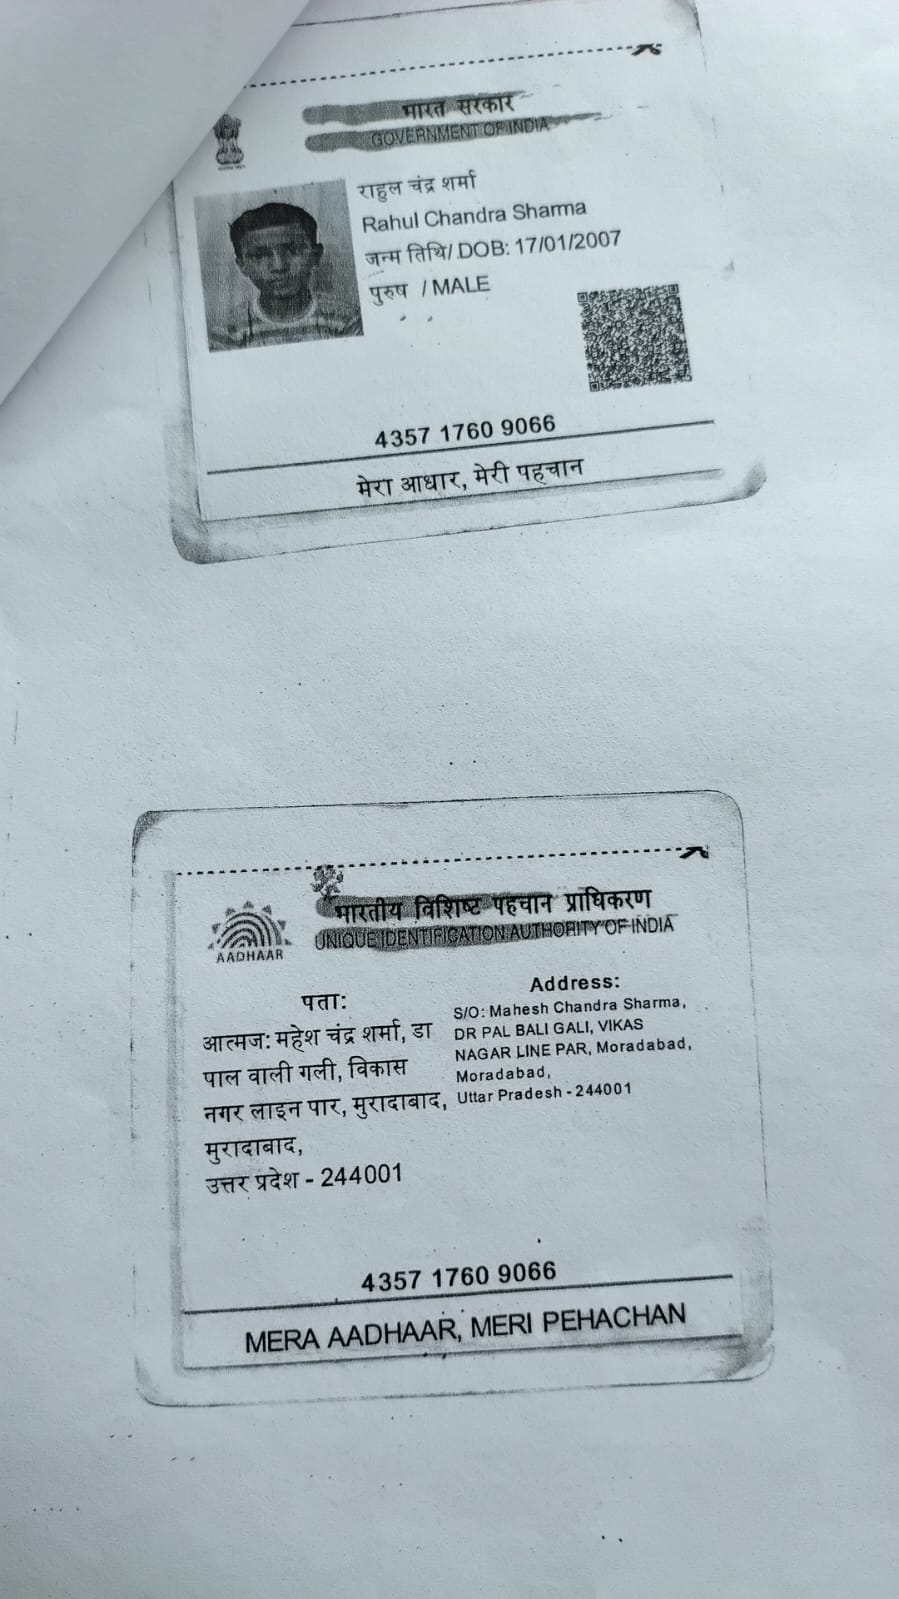 भारत सरकार
GOVERNMENT OF INDIA
राहुल चंद्र शर्मा
Rahul Chandra Sharma
जन्म तिथि/ DOB: 17/01/2007
पुरुष / MALE
4357 1760 9066
मेरा आधार, मेरी पहचान
भारतीय विशिष्ट पहचान प्राधिकरण
UNIQUE IDENTIFICATION AUTHORITY OF INDIA
AADHAAR
पता:
आत्मज: महेश चंद्र शर्मा, डा
पाल वाली गली, विकास
नगर लाइन पार, मुरादाबाद,
मुरादाबाद,
उत्तर प्रदेश - 244001
Address:
S/O: Mahesh Chandra Sharma,
DR PAL BALI GALI, VIKAS
NAGAR LINE PAR, Moradabad,
Moradabad,
Uttar Pradesh - 244001
4357 1760 9066
MERA AADHAAR, MERI PEHACHAN